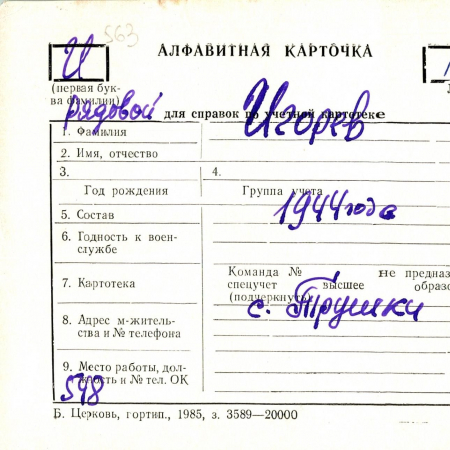 563
АЛФАВИТНАЯ КАРТОЧКА
И
(первая бук-
ва фамилии)
рядовой для справок по учетной картотеке
Игорев
1. Фамилия
2. Имя, отчество
3. 4.
Год рождения Группа учета
1944 года
5. Состав
6. Годность к воен-
службе
7. Картотека
Команда № не предназ
спецучет высшее образо
(подчеркнуть)
с. Трушки
8. Адрес м-житель-
ства и № телефона
9. Место работы, дол-
жность и № тел. ОК
548
Б. Церковь, гортип., 1985, з. 3589—20000